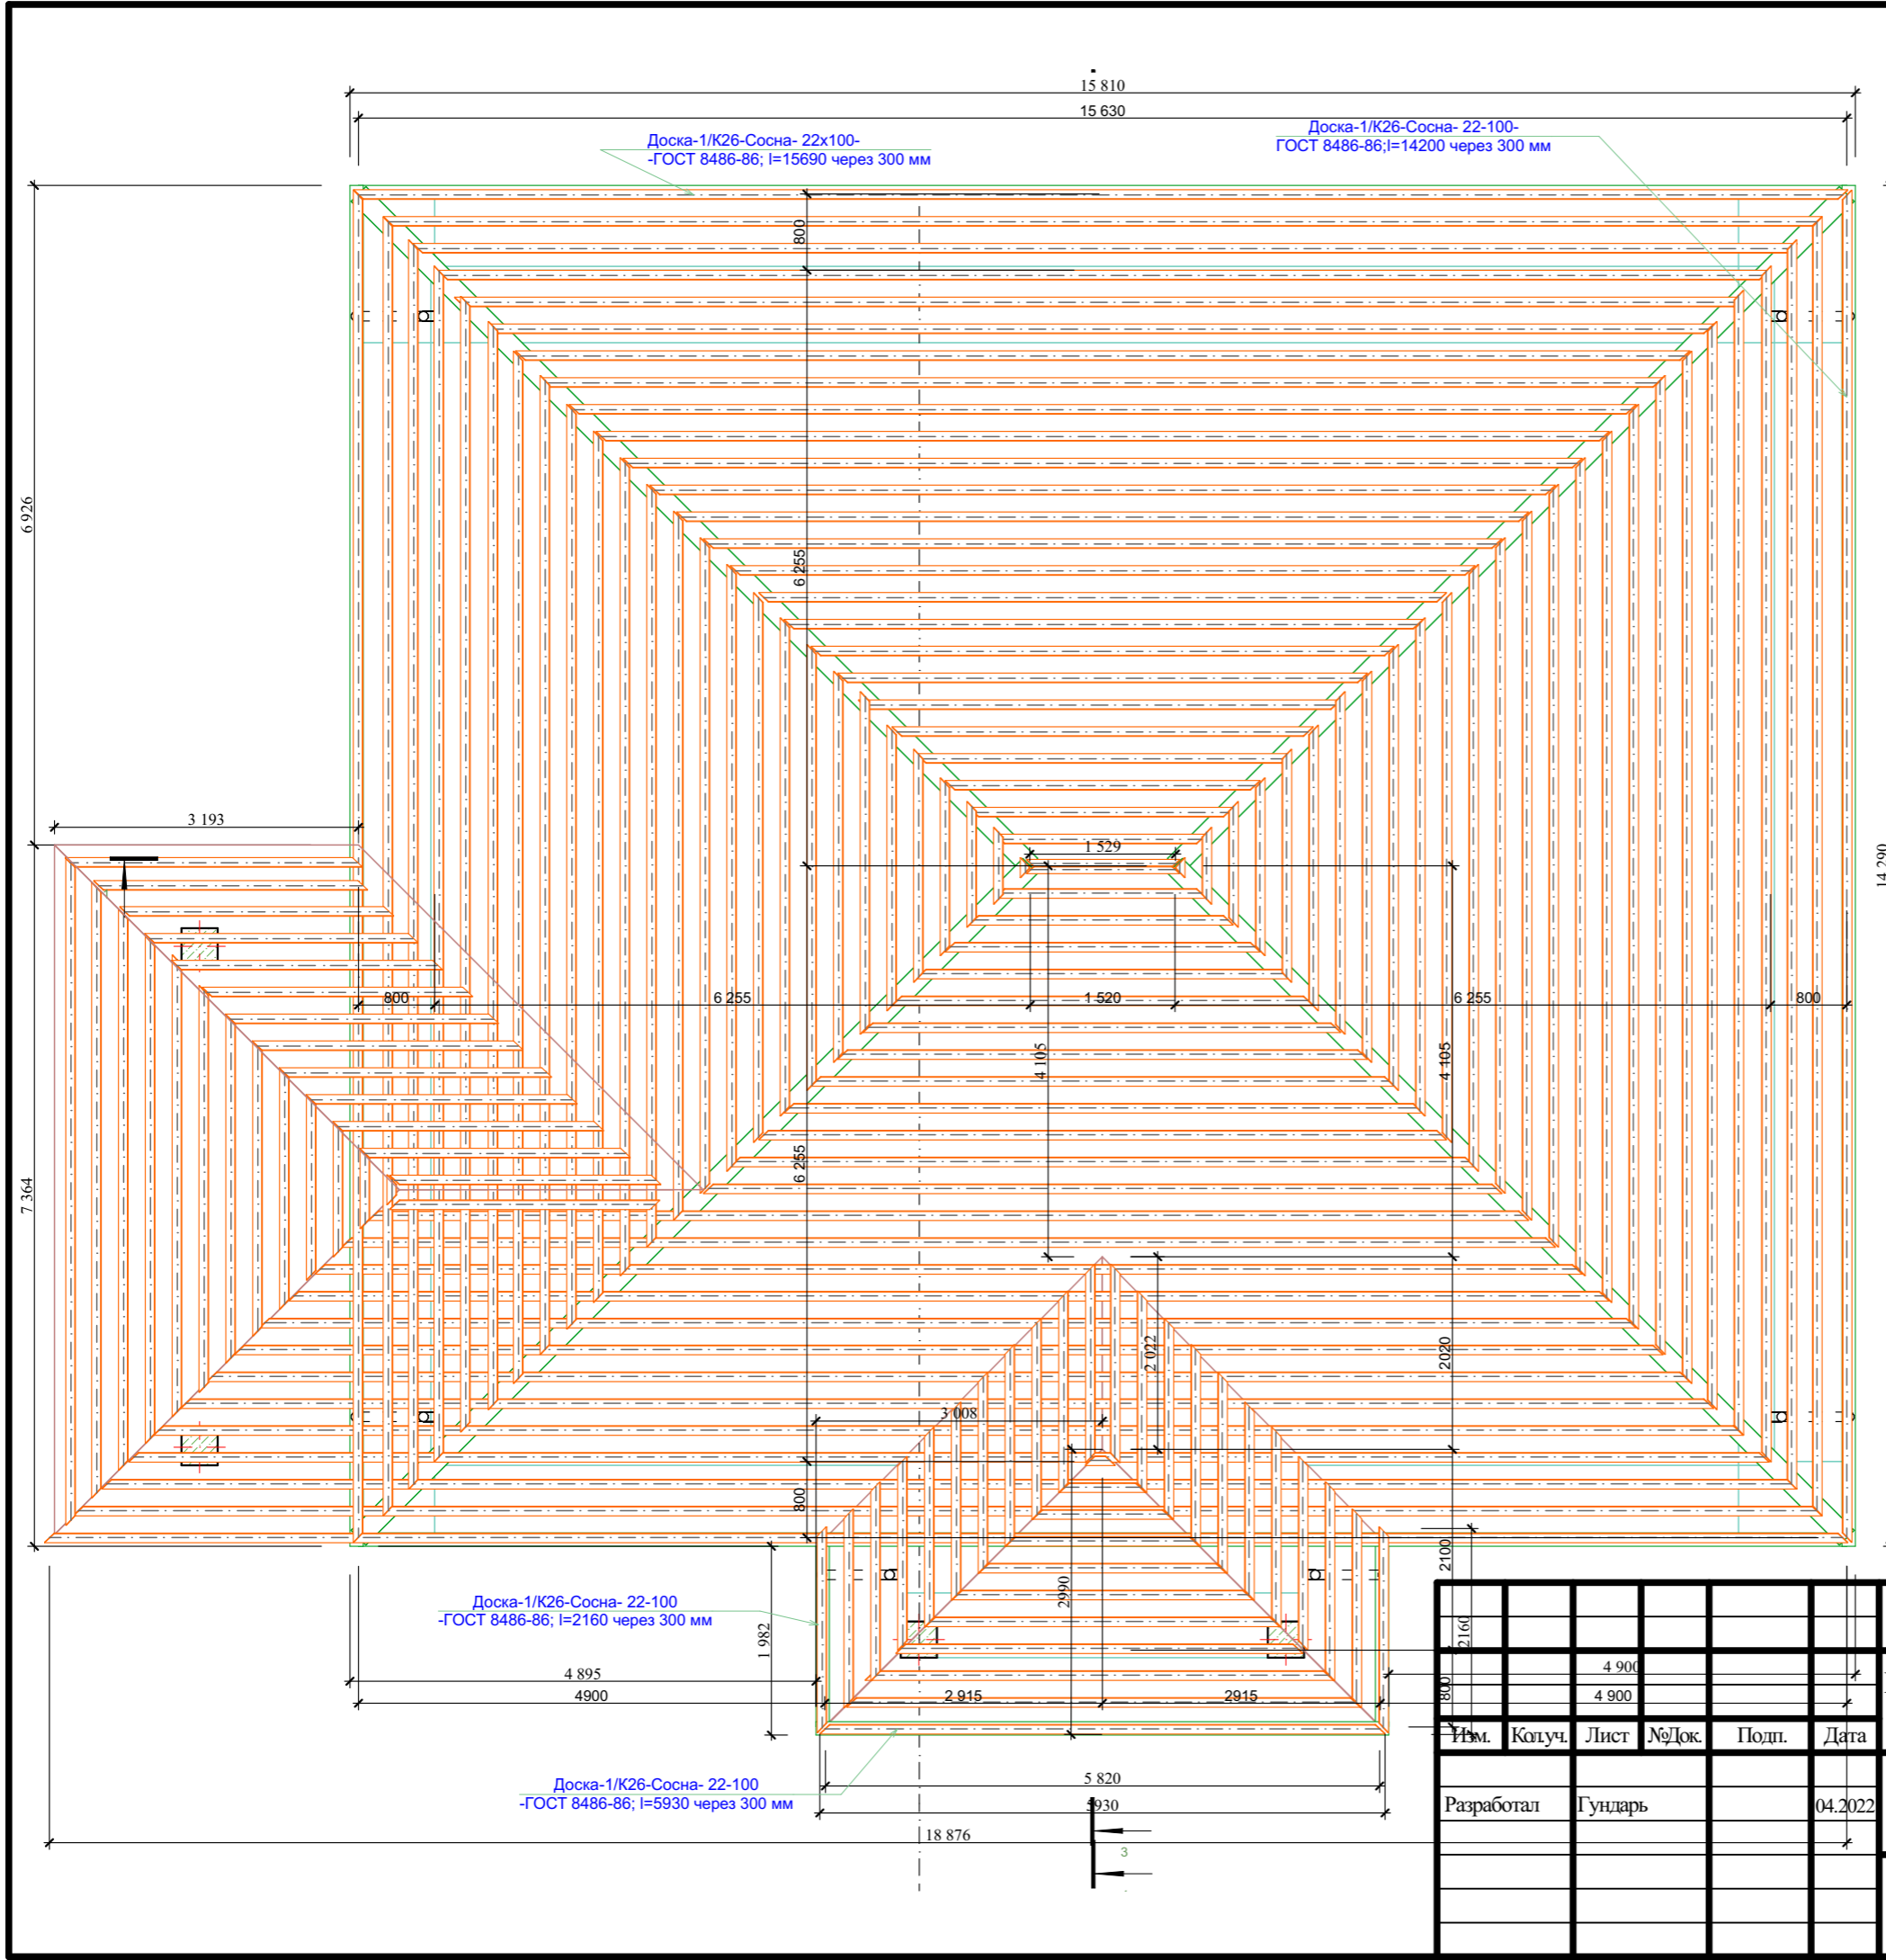 15 810
15 630
Доска-1/К26-Сосна- 22х100-
-ГОСТ 8486-86; l=15690 через 300 мм
Доска-1/К26-Сосна- 22-100-
ГОСТ 8486-86;l=14200 через 300 мм
800
6 926
6 255
3 193
1 529
14 290
800
6 255
1 520
6 255
800
4 105
4 105
6 255
7 364
2 022
2020
3 008
800
2100
2990
Доска-1/К26-Сосна- 22-100
-ГОСТ 8486-86; l=2160 через 300 мм
1 982
2160
4 895
4 900
4900
2 915
2915
4 900
800
Изм.
Кол.уч.
Лист
№Док.
Подп.
Дата
Доска-1/К26-Сосна- 22-100
-ГОСТ 8486-86; l=5930 через 300 мм
5 820
5930
Разработал
Гундарь
04.2022
18 876
3